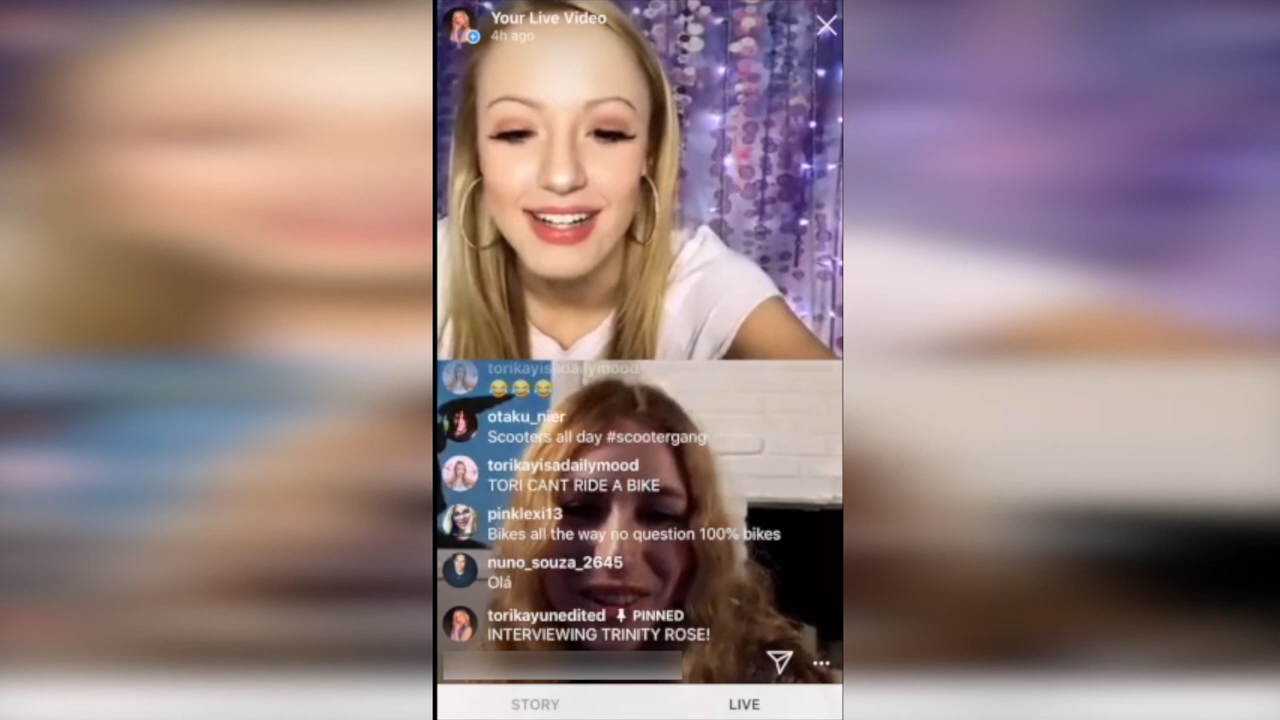 Your Live Video
4h ago
torikayisadailymood
😂😂😂
otaku_nier
Scooters all day #scootergang
torikayisadailymood
TORI CANT RIDE A BIKE
pinklexi13
Bikes all the way no question 100% bikes
nuno_souza_2645
Olá
torikayunedited PINNED
INTERVIEWING TRINITY ROSE!
STORY LIVE